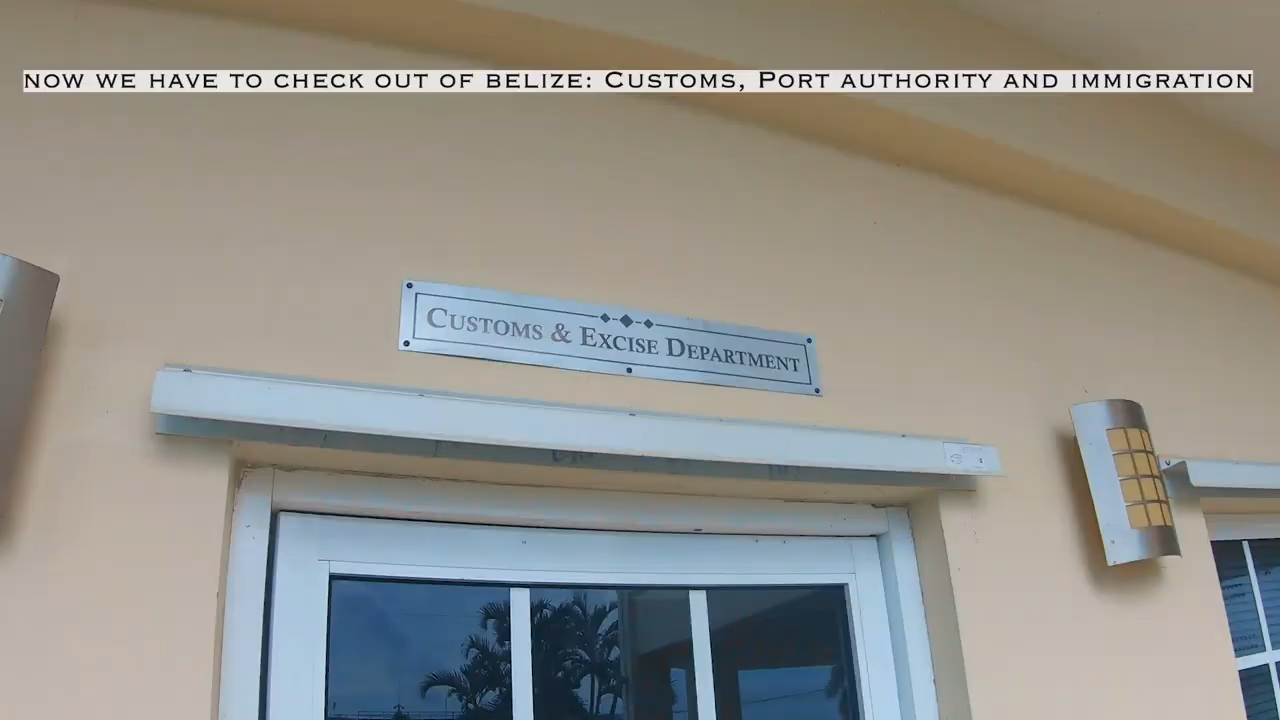 now we have to check out of belize: Customs, Port authority and immigration
Customs & Excise Department